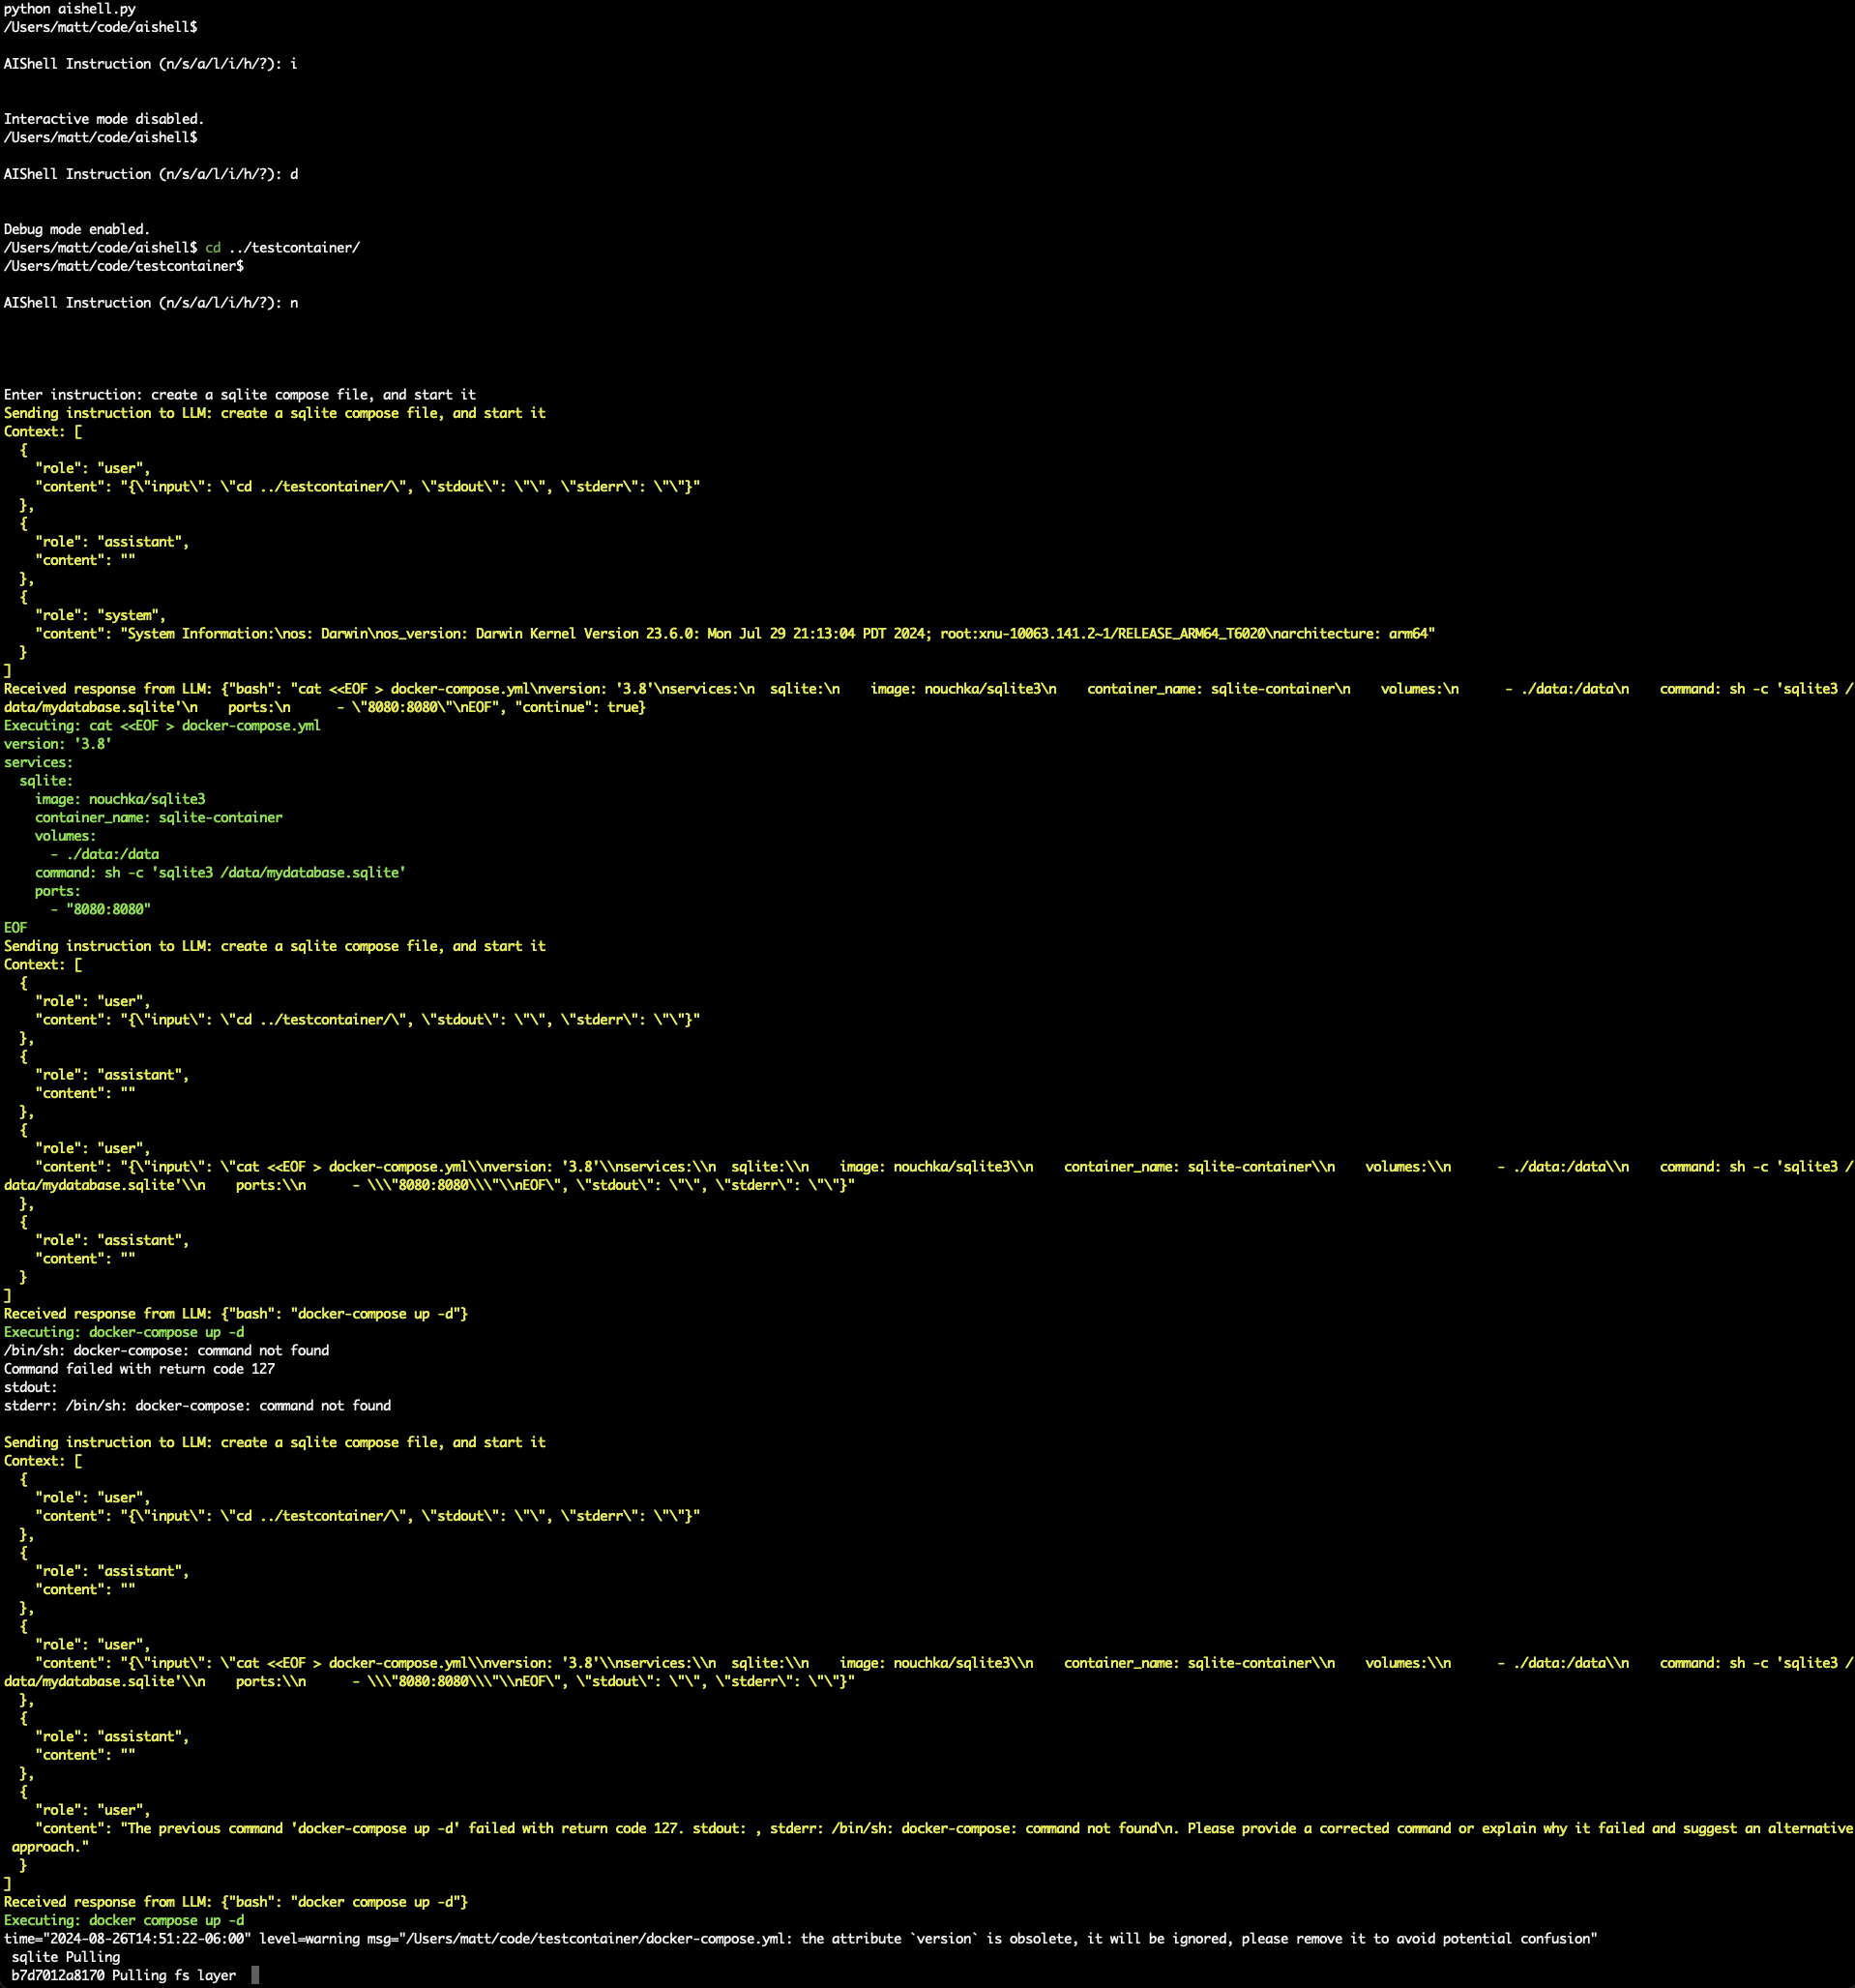 python aishell.py
/Users/matt/code/aishell$
AIShell Instruction (n/s/a/l/i/h/?): i
Interactive mode disabled.
/Users/matt/code/aishell$
AIShell Instruction (n/s/a/l/i/h/?): d
Debug mode enabled.
/Users/matt/code/aishell$ cd ../testcontainer/
/Users/matt/code/testcontainer$
AIShell Instruction (n/s/a/l/i/h/?): n
Enter instruction: create a sqlite compose file, and start it
Sending instruction to LLM: create a sqlite compose file, and start it
Context: [
  {
    "role": "user",
    "content": "{\"input\": \"cd ../testcontainer/\", \"stdout\": \"\", \"stderr\": \"\"}"
  },
  {
    "role": "assistant",
    "content": ""
  },
  {
    "role": "system",
    "content": "System Information:\nos: Darwin\nos_version: Darwin Kernel Version 23.6.0: Mon Jul 29 21:13:04 PDT 2024; root:xnu-10063.141.2~1/RELEASE_ARM64_T6020\narchitecture: arm64"
  }
]
Received response from LLM: {"bash": "cat <<EOF > docker-compose.yml\nversion: '3.8'\nservices:\n  sqlite:\n    image: nouchka/sqlite3\n    container_name: sqlite-container\n    volumes:\n      - ./data:/data\n    command: sh -c 'sqlite3 /
data/mydatabase.sqlite'\n    ports:\n      - \"8080:8080\"\nEOF", "continue": true}
Executing: cat <<EOF > docker-compose.yml
version: '3.8'
services:
  sqlite:
    image: nouchka/sqlite3
    container_name: sqlite-container
    volumes:
      - ./data:/data
    command: sh -c 'sqlite3 /data/mydatabase.sqlite'
    ports:
      - "8080:8080"
EOF
Sending instruction to LLM: create a sqlite compose file, and start it
Context: [
  {
    "role": "user",
    "content": "{\"input\": \"cd ../testcontainer/\", \"stdout\": \"\", \"stderr\": \"\"}"
  },
  {
    "role": "assistant",
    "content": ""
  },
  {
    "role": "user",
    "content": "{\"input\": \"cat <<EOF > docker-compose.yml\\nversion: '3.8'\\nservices:\\n  sqlite:\\n    image: nouchka/sqlite3\\n    container_name: sqlite-container\\n    volumes:\\n      - ./data:/data\\n    command: sh -c 'sqlite3 /
data/mydatabase.sqlite'\\n    ports:\\n      - \\\"8080:8080\\\"\\nEOF\", \"stdout\": \"\", \"stderr\": \"\"}"
  },
  {
    "role": "assistant",
    "content": ""
  }
]
Received response from LLM: {"bash": "docker-compose up -d"}
Executing: docker-compose up -d
/bin/sh: docker-compose: command not found
Command failed with return code 127
stdout:
stderr: /bin/sh: docker-compose: command not found
Sending instruction to LLM: create a sqlite compose file, and start it
Context: [
  {
    "role": "user",
    "content": "{\"input\": \"cd ../testcontainer/\", \"stdout\": \"\", \"stderr\": \"\"}"
  },
  {
    "role": "assistant",
    "content": ""
  },
  {
    "role": "user",
    "content": "{\"input\": \"cat <<EOF > docker-compose.yml\\nversion: '3.8'\\nservices:\\n  sqlite:\\n    image: nouchka/sqlite3\\n    container_name: sqlite-container\\n    volumes:\\n      - ./data:/data\\n    command: sh -c 'sqlite3 /
data/mydatabase.sqlite'\\n    ports:\\n      - \\\"8080:8080\\\"\\nEOF\", \"stdout\": \"\", \"stderr\": \"\"}"
  },
  {
    "role": "assistant",
    "content": ""
  },
  {
    "role": "user",
    "content": "The previous command 'docker-compose up -d' failed with return code 127. stdout: , stderr: /bin/sh: docker-compose: command not found\n. Please provide a corrected command or explain why it failed and suggest an alternative
 approach."
  }
]
Received response from LLM: {"bash": "docker compose up -d"}
Executing: docker compose up -d
time="2024-08-26T14:51:22-06:00" level=warning msg="/Users/matt/code/testcontainer/docker-compose.yml: the attribute `version` is obsolete, it will be ignored, please remove it to avoid potential confusion"
 sqlite Pulling
 b7d7012a8170 Pulling fs layer